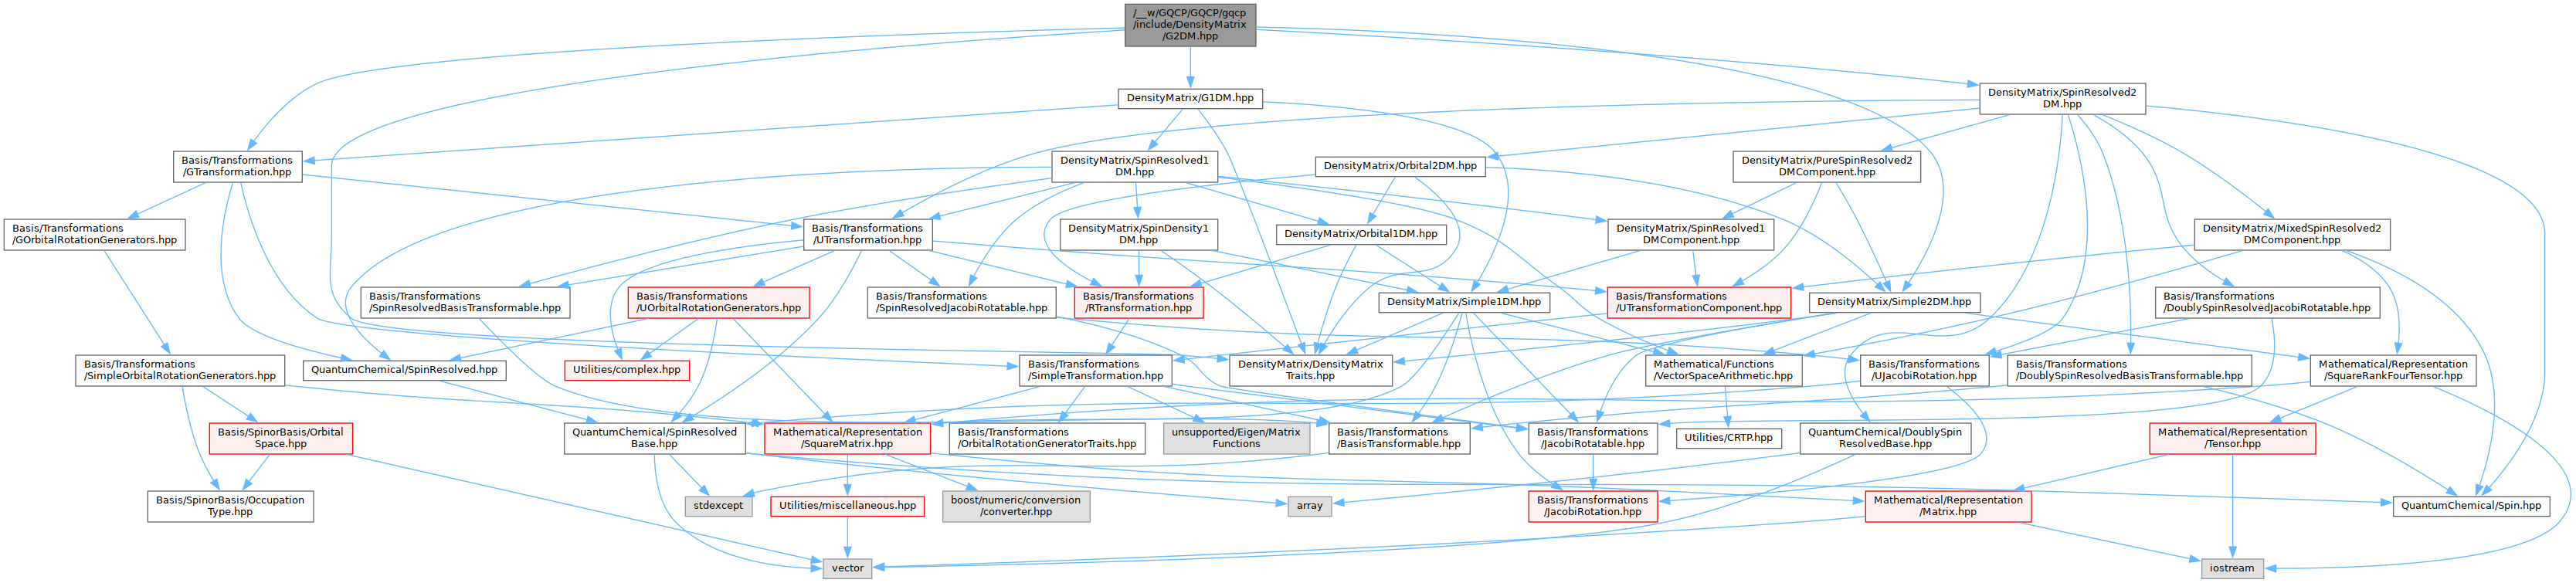 /__w/GQCP/GQCP/gqcp
/include/DensityMatrix
/G2DM.hpp
DensityMatrix/G1DM.hpp
DensityMatrix/SpinResolved2
DM.hpp
Basis/Transformations
/GTransformation.hpp
DensityMatrix/SpinResolved1
DM.hpp
DensityMatrix/Orbital2DM.hpp
DensityMatrix/PureSpinResolved2
DMComponent.hpp
Basis/Transformations
/GOrbitalRotationGenerators.hpp
Basis/Transformations
/UTransformation.hpp
DensityMatrix/SpinDensity1
DM.hpp
DensityMatrix/Orbital1DM.hpp
DensityMatrix/SpinResolved1
DMComponent.hpp
DensityMatrix/MixedSpinResolved2
DMComponent.hpp
Basis/Transformations
/SpinResolvedBasisTransformable.hpp
Basis/Transformations
/UOrbitalRotationGenerators.hpp
Basis/Transformations
/SpinResolvedJacobiRotatable.hpp
Basis/Transformations
/RTransformation.hpp
DensityMatrix/Simple1DM.hpp
Basis/Transformations
/UTransformationComponent.hpp
DensityMatrix/Simple2DM.hpp
Basis/Transformations
/DoublySpinResolvedJacobiRotatable.hpp
Basis/Transformations
/SimpleOrbitalRotationGenerators.hpp
QuantumChemical/SpinResolved.hpp
Utilities/complex.hpp
Basis/Transformations
/SimpleTransformation.hpp
DensityMatrix/DensityMatrix
Traits.hpp
Mathematical/Functions
/VectorSpaceArithmetic.hpp
Basis/Transformations
/UJacobiRotation.hpp
Basis/Transformations
/DoublySpinResolvedBasisTransformable.hpp
Mathematical/Representation
/SquareRankFourTensor.hpp
Basis/SpinorBasis/Orbital
Space.hpp
QuantumChemical/SpinResolved
Base.hpp
Mathematical/Representation
/SquareMatrix.hpp
Basis/Transformations
/OrbitalRotationGeneratorTraits.hpp
unsupported/Eigen/Matrix
Functions
Basis/Transformations
/BasisTransformable.hpp
Basis/Transformations
/JacobiRotatable.hpp
Utilities/CRTP.hpp
QuantumChemical/DoublySpin
ResolvedBase.hpp
Mathematical/Representation
/Tensor.hpp
Basis/SpinorBasis/Occupation
Type.hpp
stdexcept
Utilities/miscellaneous.hpp
boost/numeric/conversion
/converter.hpp
array
Basis/Transformations
/JacobiRotation.hpp
Mathematical/Representation
/Matrix.hpp
QuantumChemical/Spin.hpp
vector
iostream